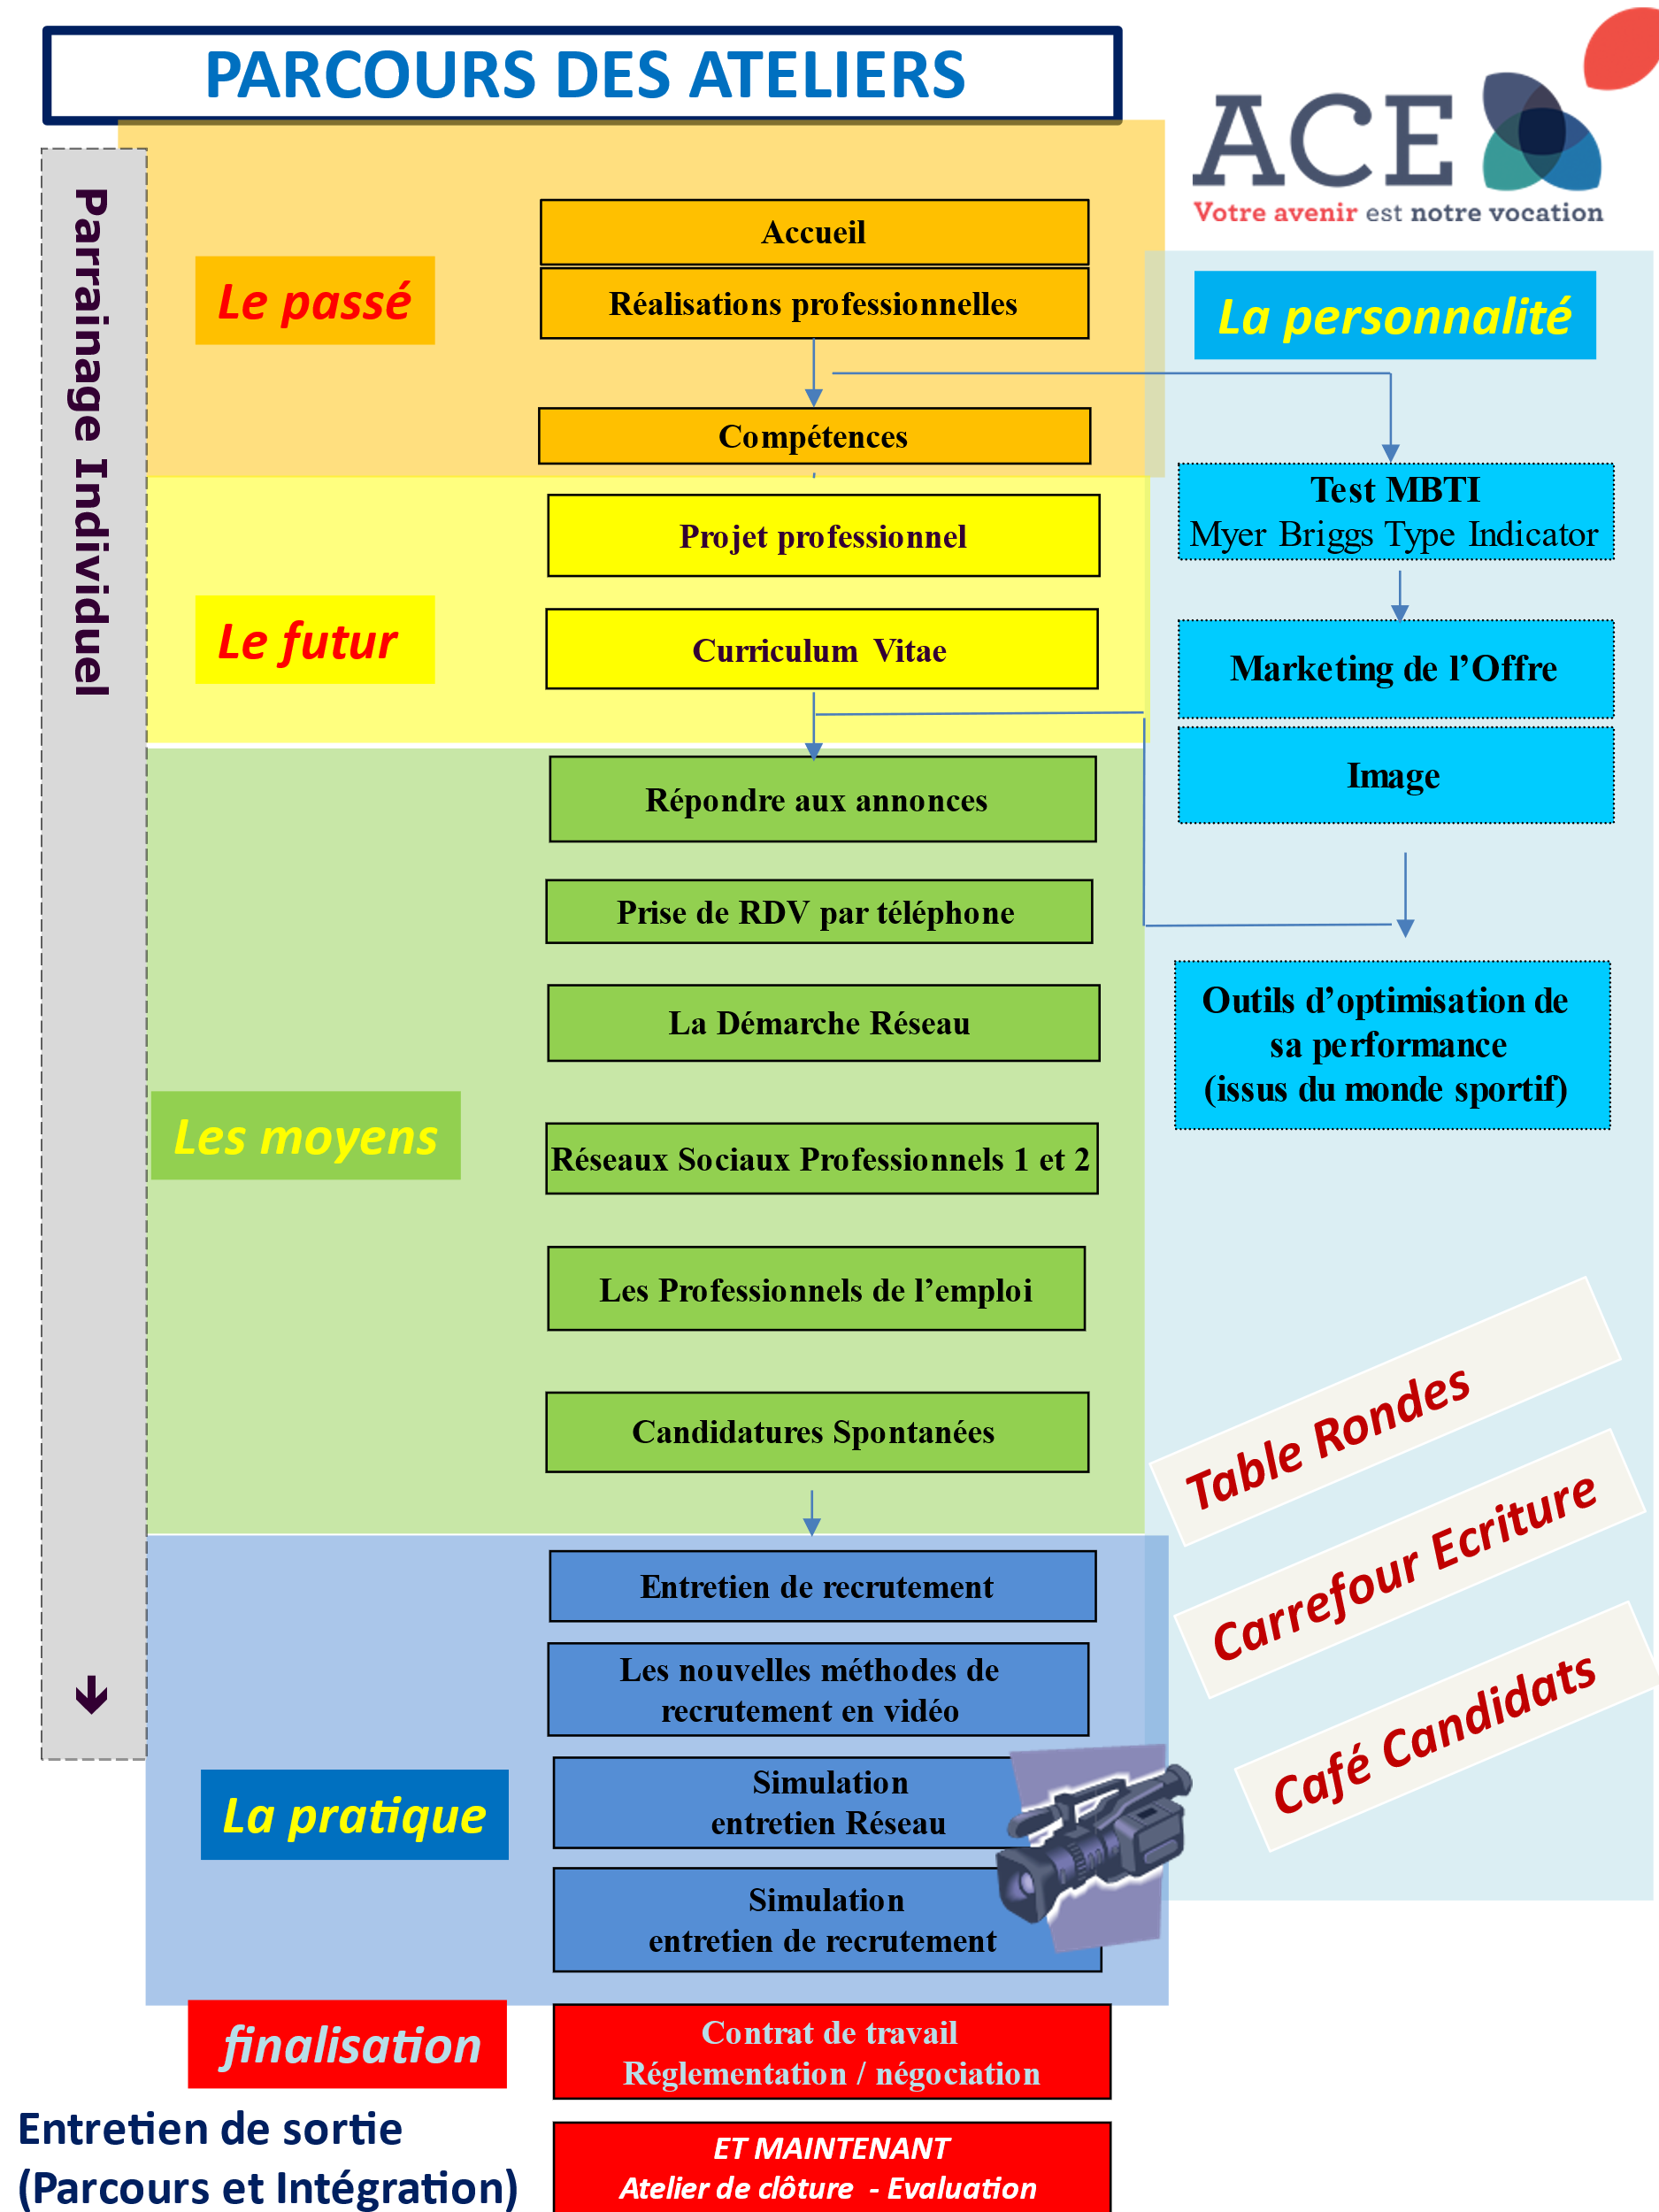 PARCOURS DES ATELIERS
ACE
Votre avenir est notre vocation
Parrainage Individuel
Le passé
Accueil
Réalisations professionnelles
Compétences
La personnalité
Test MBTI
Myer Briggs Type Indicator
Marketing de l’Offre
Image
Outils d’optimisation de
sa performance
(issus du monde sportif)
Le futur
Projet professionnel
Curriculum Vitae
Les moyens
Répondre aux annonces
Prise de RDV par téléphone
La Démarche Réseau
Réseaux Sociaux Professionnels 1 et 2
Les Professionnels de l’emploi
Candidatures Spontanées
Table Rondes
Carrefour Ecriture
Café Candidats
La pratique
Entretien de recrutement
Les nouvelles méthodes de
recrutement en vidéo
Simulation
entretien Réseau
Simulation
entretien de recrutement
finalisation
Contrat de travail
Réglementation / négociation
Entretien de sortie
(Parcours et Intégration)
ET MAINTENANT
Atelier de clôture - Evaluation